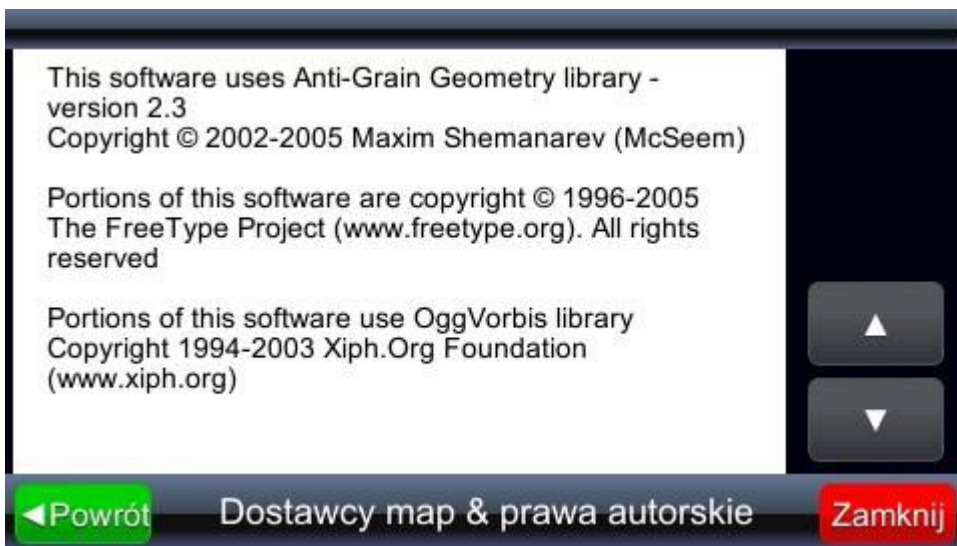 This software uses Anti-Grain Geometry library -
version 2.3
Copyright © 2002-2005 Maxim Shemanarev (McSeem)
Portions of this software are copyright © 1996-2005
The FreeType Project (www.freetype.org). All rights
reserved
Portions of this software use OggVorbis library
Copyright 1994-2003 Xiph.Org Foundation
(www.xiph.org)
Powrót Dostawcy map & prawa autorskie Zamknij